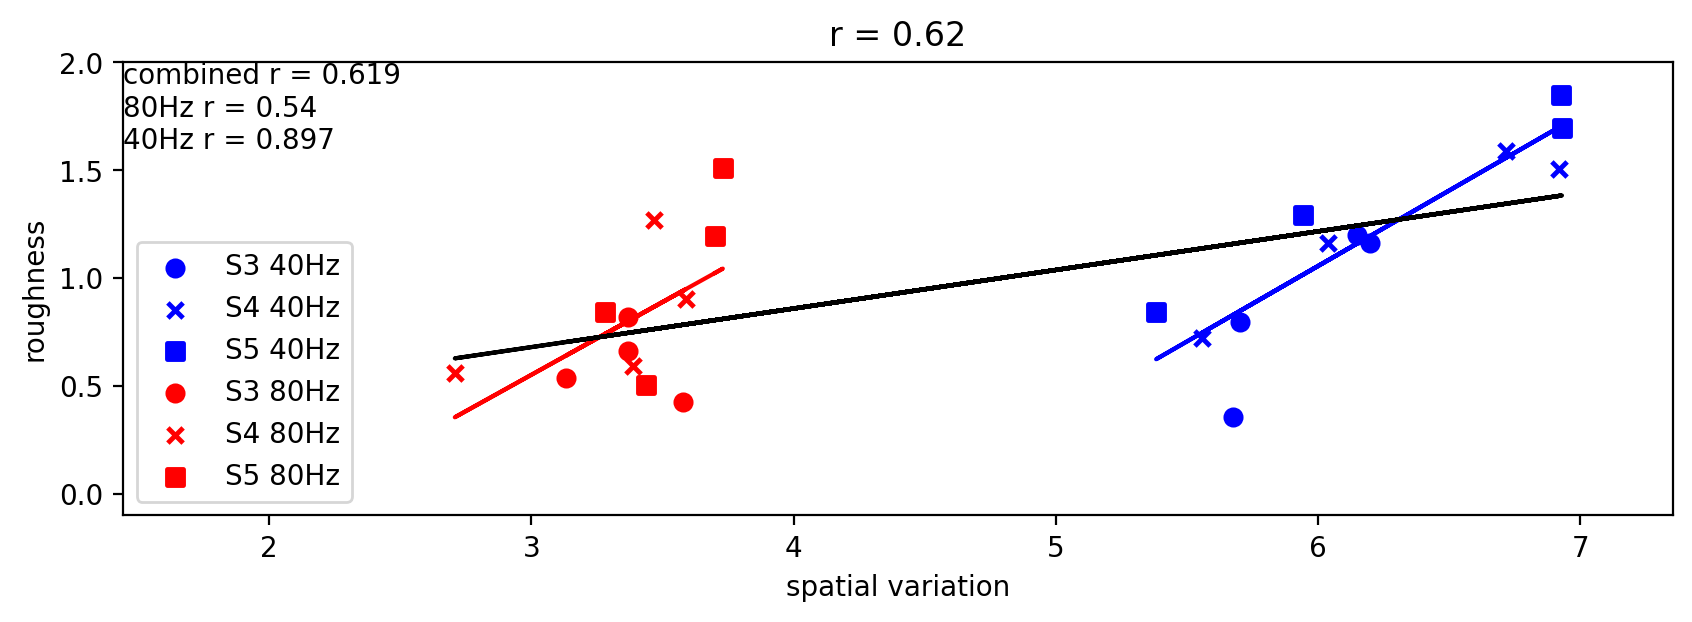 r = 0.62
combined r = 0.619
80Hz r = 0.54
40Hz r = 0.897
2.0
1.5
1.0
0.5
0.0
roughness
S3 40Hz
S4 40Hz
S5 40Hz
S3 80Hz
S4 80Hz
S5 80Hz
2 3 4 5 6 7
spatial variation